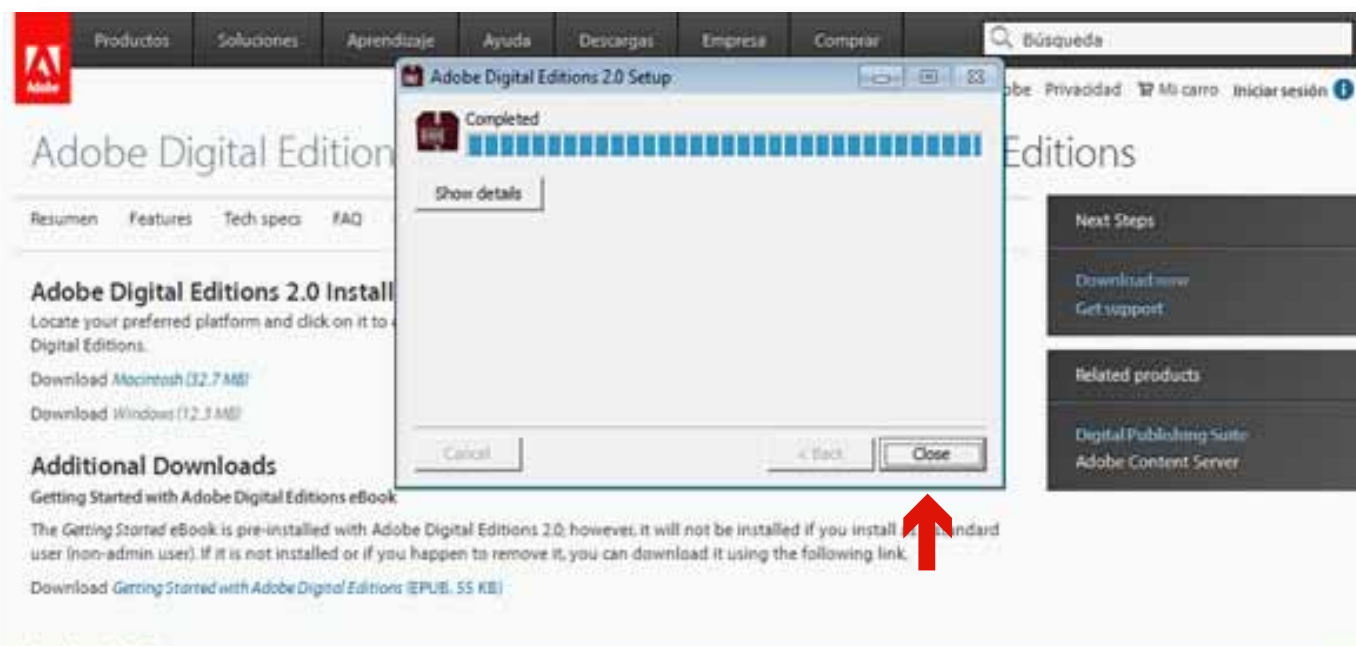 Productos Soluciones Aprendizaje Ayuda Descargas Empresa Comprar Búsqueda
Adobe
Adobe Digital Editions 2.0 Setup
obe Privacidad Mi carro Iniciar sesión
Completed
Adobe Digital Edition Editions
Show details
Resumen Features Tech specs FAQ
Next Steps
Download now
Get support
Adobe Digital Editions 2.0 Install
Locate your preferred platform and click on it to
Digital Editions.
Download Macintosh (32.7 MB)
Download Windows (12.3 MB)
Related products
Digital Publishing Suite
Adobe Content Server
Cancel < Back Close
Additional Downloads
Getting Started with Adobe Digital Editions eBook
The Getting Started eBook is pre-installed with Adobe Digital Editions 2.0; however, it will not be installed if you install andard
user (non-admin user). If it is not installed or if you happen to remove it, you can download it using the following link.
Download Getting Started with Adobe Digital Editions (EPUB, 55 KB)